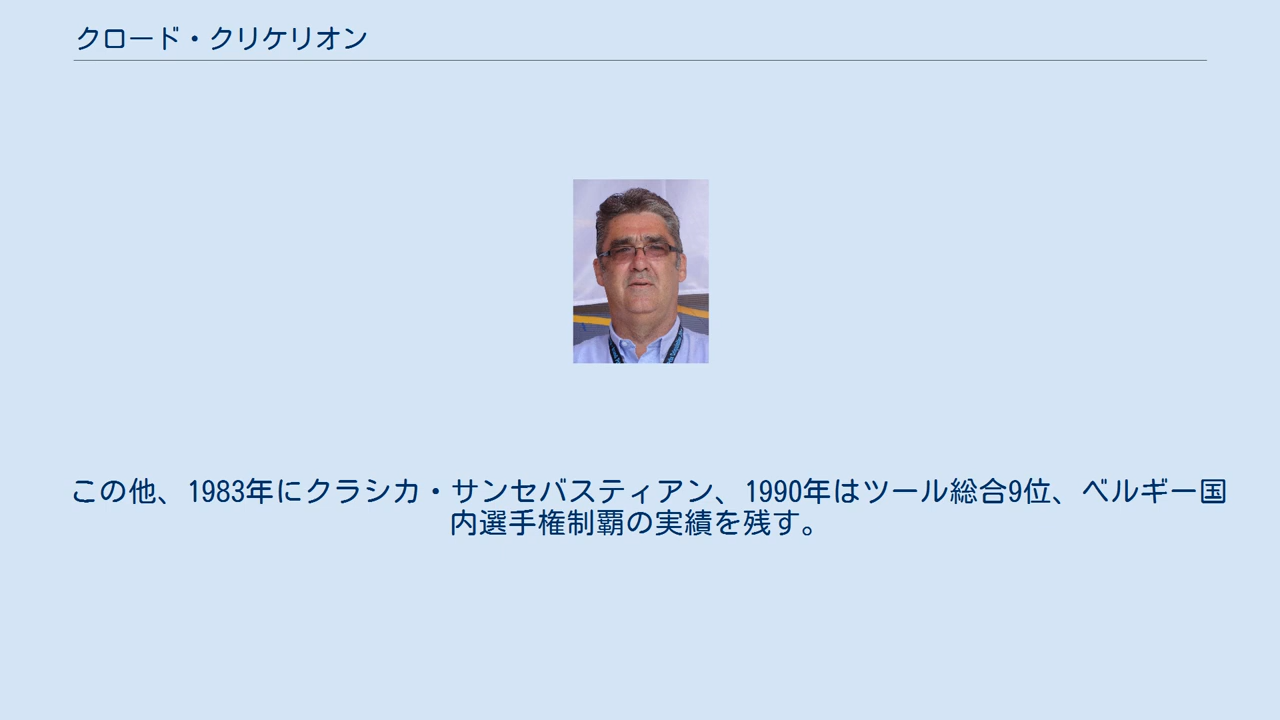 クロード・クリケリオン
この他、1983年にクラシカ・サンセバスティアン、1990年はツール総合9位、ベルギー国
内選手権制覇の実績を残す。